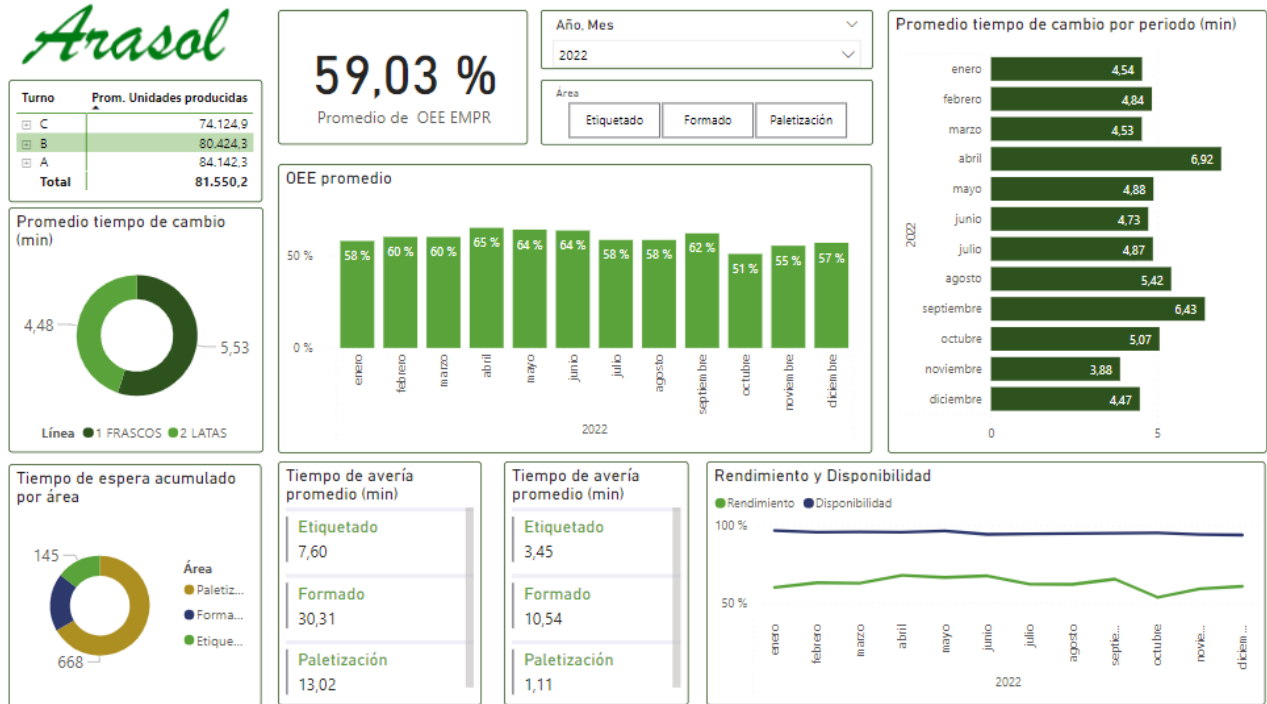 Arasol
Turno Prom. Unidades producidas
C 74.124,9
B 80.424,3
A 84.142,3
Total 81.550,2
59,03 %
Promedio de OEE EMPR
Año, Mes
2022
Área
Etiquetado Formado Paletización
Promedio tiempo de cambio por periodo (min)
enero 4,54
febrero 4,84
marzo 4,53
abril 6,92
mayo 4,88
junio 4,73
julio 4,87
agosto 5,42
septiembre 6,43
octubre 5,07
noviembre 3,88
diciembre 4,47
2022
0 5
Promedio tiempo de cambio
(min)
4,48
5,53
Línea 1 FRASCOS 2 LATAS
OEE promedio
50 %
0 %
58 % 60 % 60 % 65 % 64 % 64 % 58 % 58 % 62 % 51 % 55 % 57 %
enero febrero marzo abril mayo junio julio agosto septiembre octubre noviembre diciembre
2022
Tiempo de espera acumulado
por área
145
668
Área
Paletiz...
Forma...
Etique...
Tiempo de avería
promedio (min)
Etiquetado
7,60
Formado
30,31
Paletización
13,02
Tiempo de avería
promedio (min)
Etiquetado
3,45
Formado
10,54
Paletización
1,11
Rendimiento y Disponibilidad
Rendimiento Disponibilidad
100 %
50 %
enero febrero marzo abril mayo junio julio agosto septie... octubre novie... diciem...
2022